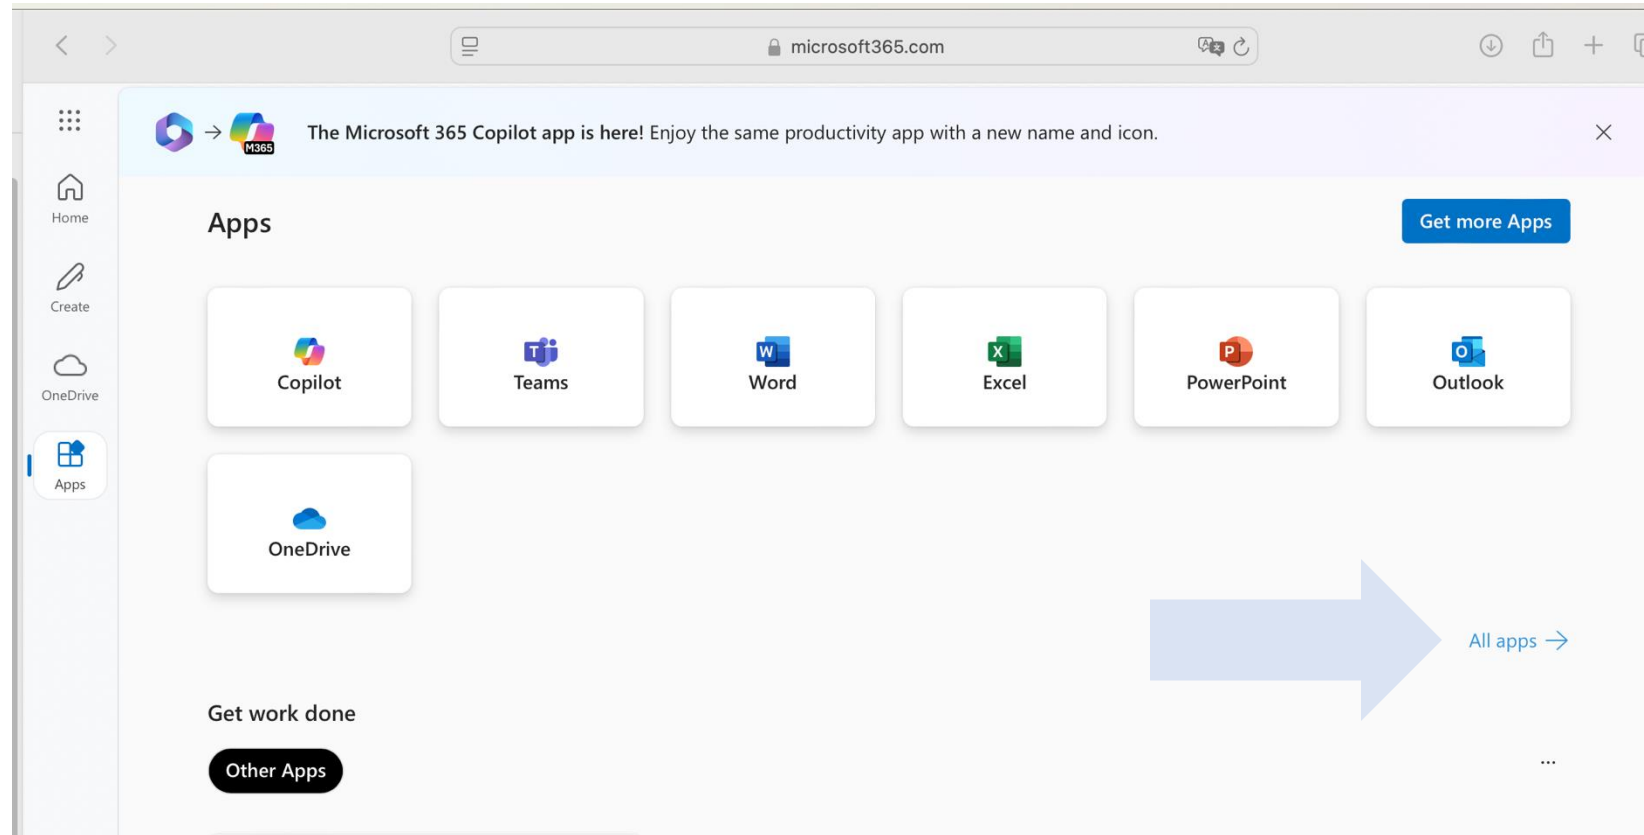 microsoft365.com
M365
The Microsoft 365 Copilot app is here! Enjoy the same productivity app with a new name and icon.
Home
Apps
Get more Apps
Create
Copilot
Teams
Word
Excel
PowerPoint
Outlook
OneDrive
Apps
OneDrive
All apps
Get work done
Other Apps
...